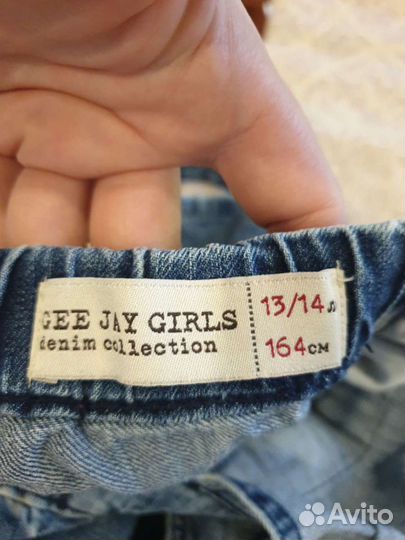 GEE JAY GIRLS
denim collection
13/14 л
164см
Avito